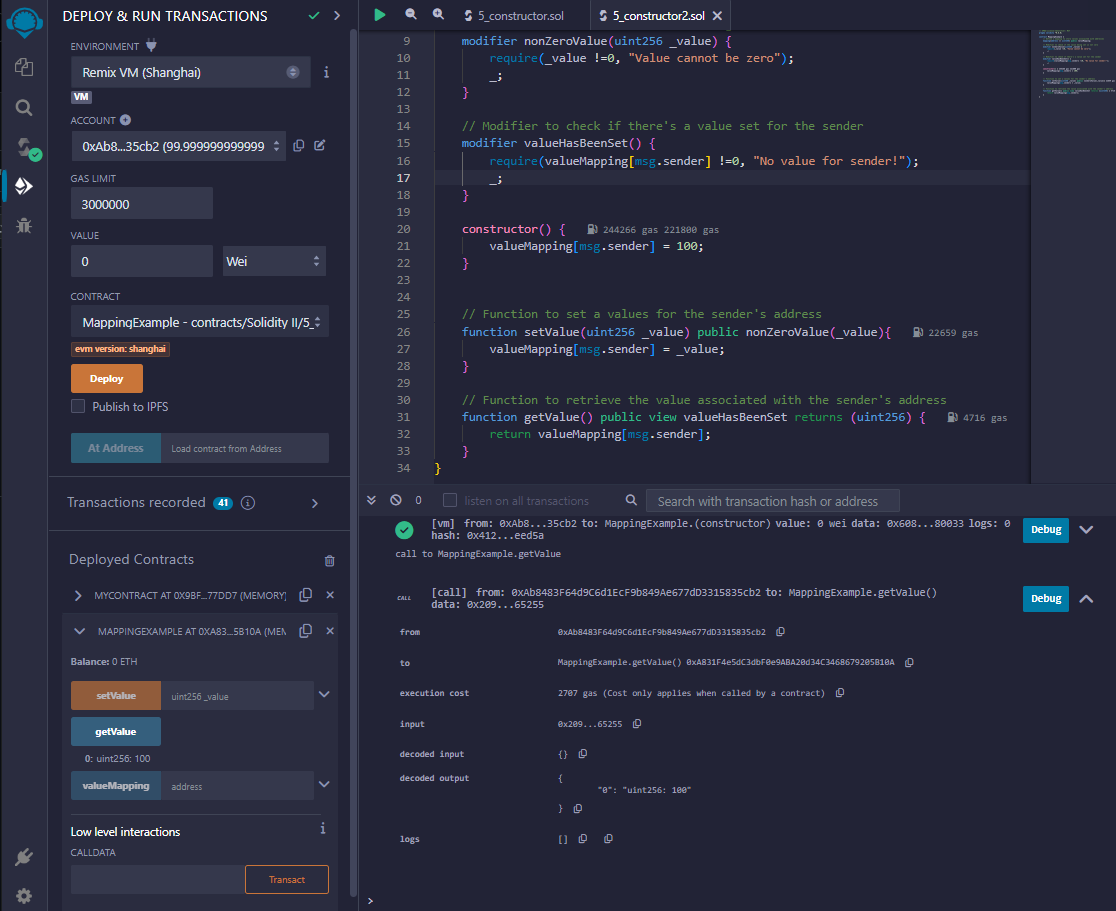 DEPLOY & RUN TRANSACTIONS
ENVIRONMENT
Remix VM (Shanghai)
VM
ACCOUNT
0xAb8...35cb2 (99.999999999999
GAS LIMIT
3000000
VALUE
0
Wei
CONTRACT
MappingExample - contracts/Solidity II/5_
evm version: shanghai
Deploy
Publish to IPFS
At Address
Load contract from Address
Transactions recorded 41
Deployed Contracts
MYCONTRACT AT 0X9BF...77DD7 (MEMORY)
MAPPINGEXAMPLE AT 0XA83...5B10A (MEM
Balance: 0 ETH
setValue
uint256 _value
getValue
0: uint256: 100
valueMapping
address
Low level interactions
CALLDATA
Transact
5_constructor.sol
5_constructor2.sol
9 modifier nonZeroValue(uint256 _value) {
10 require(_value !=0, "Value cannot be zero");
11 _;
12 }
13
14 // Modifier to check if there's a value set for the sender
15 modifier valueHasBeenSet() {
16 require(valueMapping[msg.sender] !=0, "No value for sender!");
17 _;
18 }
19
20 constructor() { 244266 gas 221800 gas
21 valueMapping[msg.sender] = 100;
22 }
23
24
25 // Function to set a values for the sender's address
26 function setValue(uint256 _value) public nonZeroValue(_value){ 22659 gas
27 valueMapping[msg.sender] = _value;
28 }
29
30 // Function to retrieve the value associated with the sender's address
31 function getValue() public view valueHasBeenSet returns (uint256) { 4716 gas
32 return valueMapping[msg.sender];
33 }
34 }
0
listen on all transactions
Search with transaction hash or address
[vm] from: 0xAb8...35cb2 to: MappingExample.(constructor) value: 0 wei data: 0x608...80033 logs: 0
hash: 0x412...eed5a
Debug
call to MappingExample.getValue
CALL
[call] from: 0xAb8483F64d9C6d1EcF9b849Ae677dD3315835cb2 to: MappingExample.getValue()
data: 0x209...65255
Debug
from 0xAb8483F64d9C6d1EcF9b849Ae677dD3315835cb2
to MappingExample.getValue() 0xA831F4e5dC3dbF0e9ABA20d34C3468679205B10A
execution cost 2707 gas (Cost only applies when called by a contract)
input 0x209...65255
decoded input {}
decoded output {
"0": "uint256: 100"
}
logs []
>